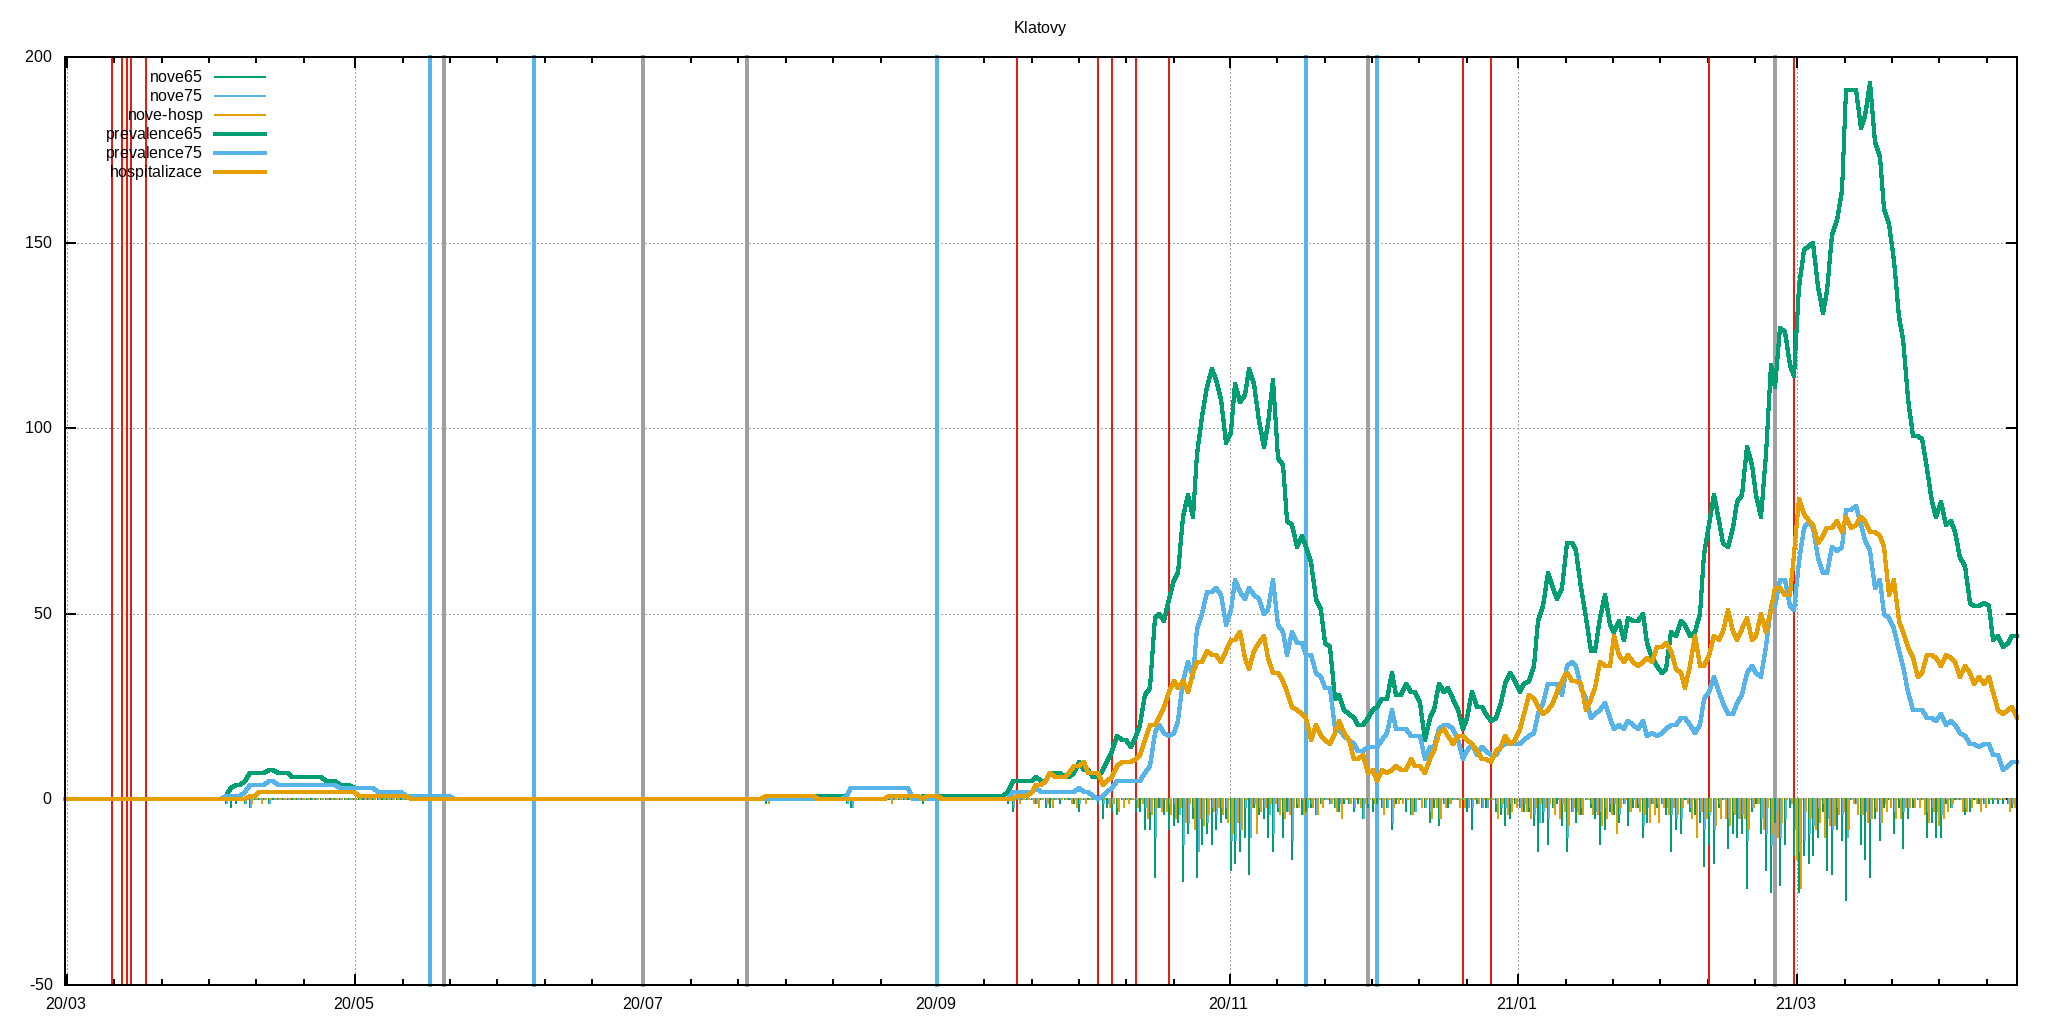 Klatovy
200
150
100
50
0
-50
nove65
nove75
nove-hosp
prevalence65
prevalence75
hospitalizace
20/03 20/05 20/07 20/09 20/11 21/01 21/03